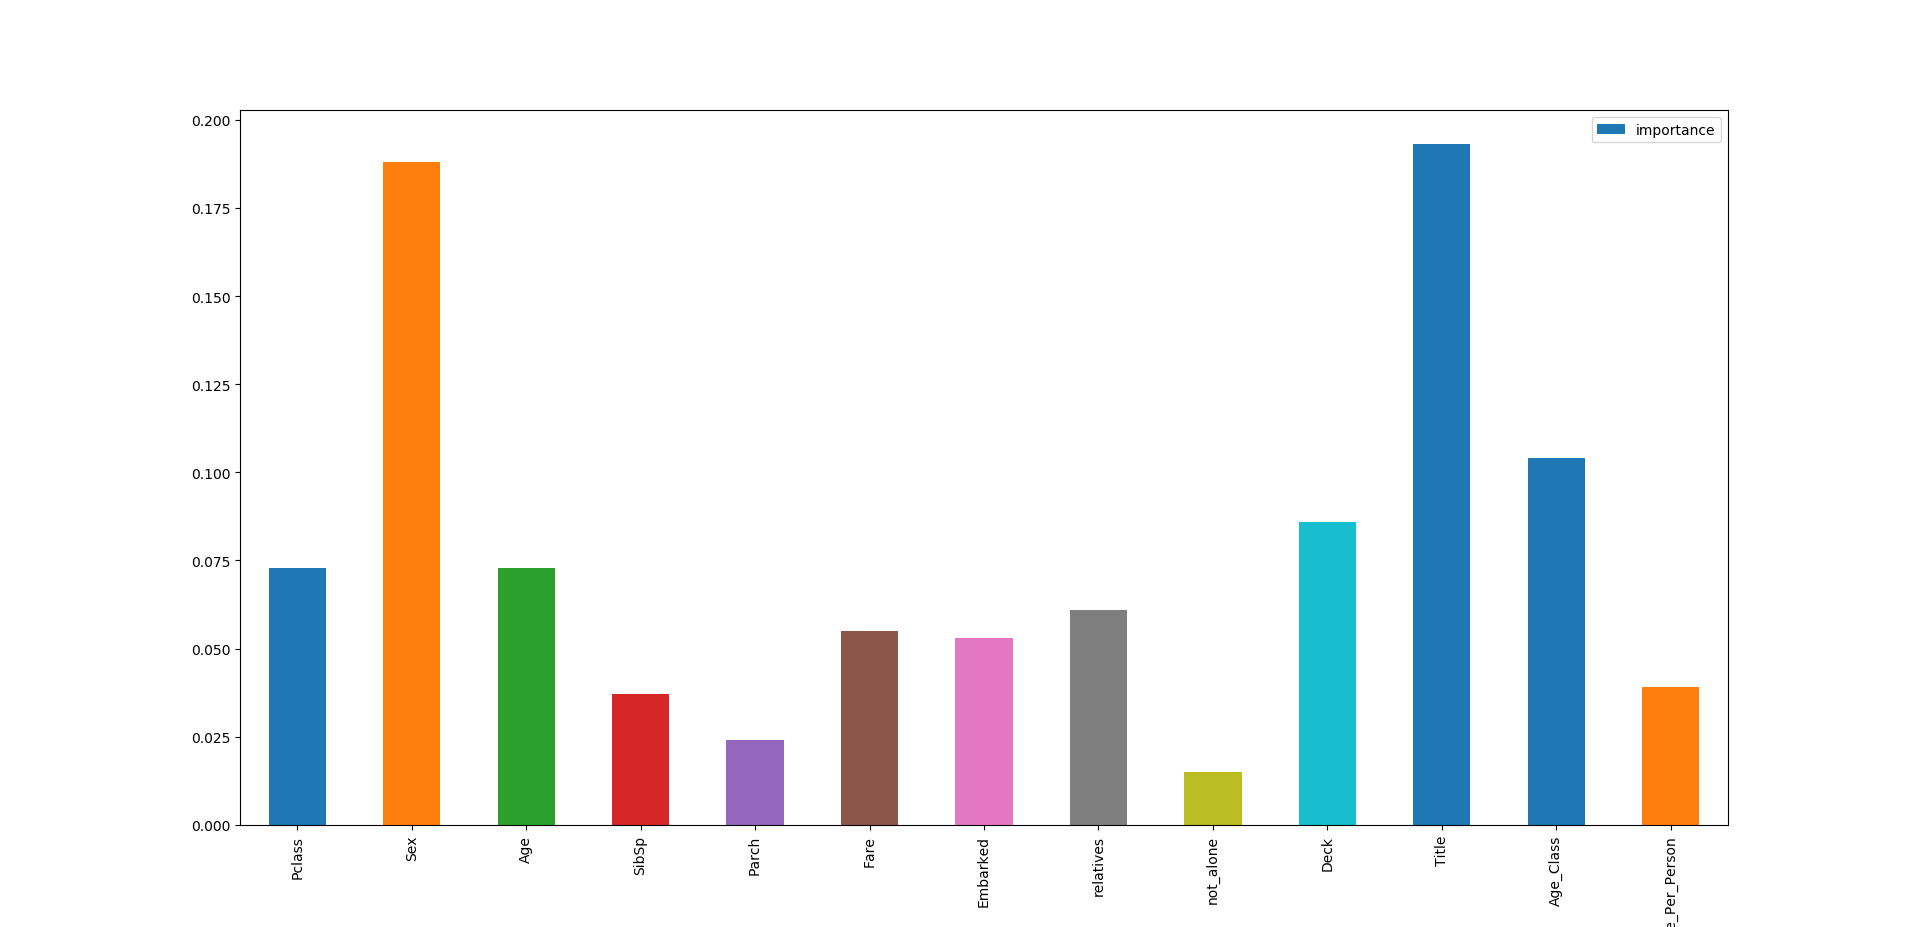 importance
0.200
0.175
0.150
0.125
0.100
0.075
0.050
0.025
0.000
Pclass
Sex
Age
SibSp
Parch
Fare
Embarked
relatives
not_alone
Deck
Title
Age_Class
e_Per_Person